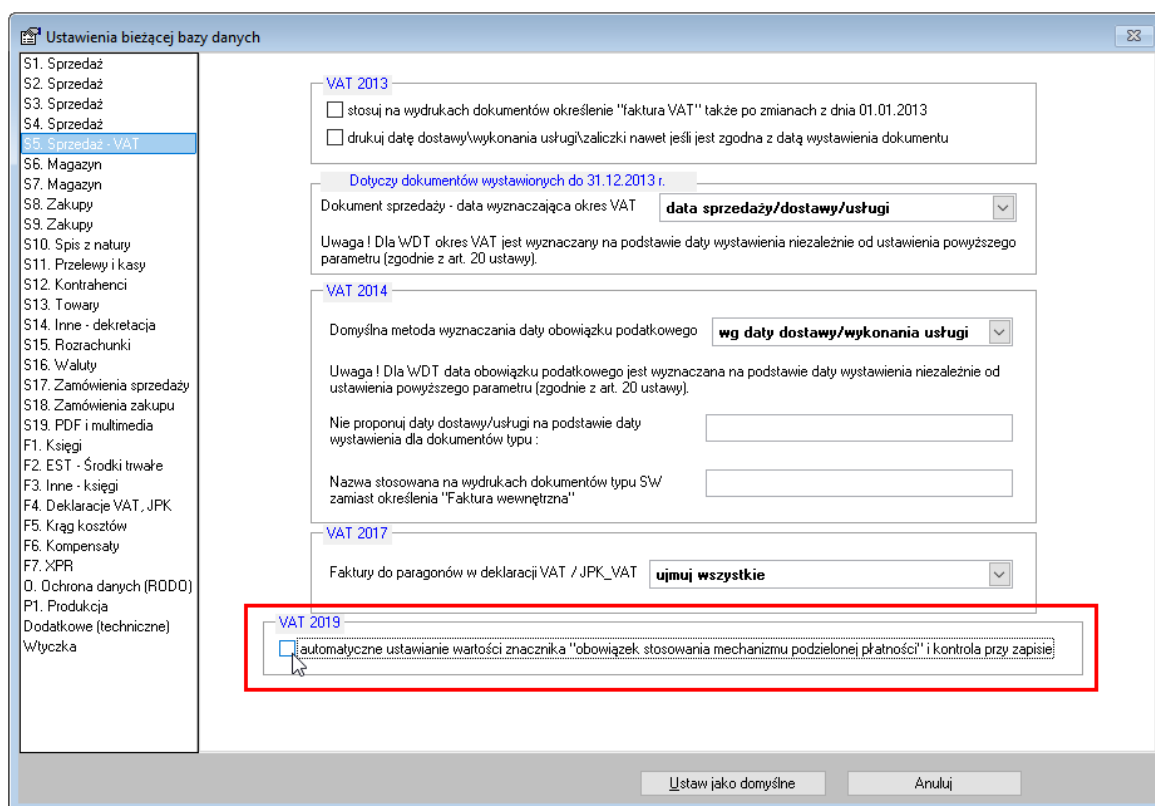 Ustawienia bieżącej bazy danych
S1. Sprzedaż
S2. Sprzedaż
S3. Sprzedaż
S4. Sprzedaż
S5. Sprzedaż - VAT
S6. Magazyn
S7. Magazyn
S8. Zakupy
S9. Zakupy
S10. Spis z natury
S11. Przelewy i kasy
S12. Kontrahenci
S13. Towary
S14. Inne - dekretacja
S15. Rozrachunki
S16. Waluty
S17. Zamówienia sprzedaży
S18. Zamówienia zakupu
S19. PDF i multimedia
F1. Księgi
F2. EST - Środki trwałe
F3. Inne - księgi
F4. Deklaracje VAT, JPK
F5. Krąg kosztów
F6. Kompensaty
F7. XPR
O. Ochrona danych (RODO)
P1. Produkcja
Dodatkowe (techniczne)
Wtyczka
VAT 2013
stosuj na wydrukach dokumentów określenie "faktura VAT" także po zmianach z dnia 01.01.2013
drukuj datę dostawy\wykonania usługi\zaliczki nawet jeśli jest zgodna z datą wystawienia dokumentu
Dotyczy dokumentów wystawionych do 31.12.2013 r.
Dokument sprzedaży - data wyznaczająca okres VAT data sprzedaży/dostawy/usługi
Uwaga ! Dla WDT okres VAT jest wyznaczany na podstawie daty wystawienia niezależnie od ustawienia powyższego
parametru (zgodnie z art. 20 ustawy).
VAT 2014
Domyślna metoda wyznaczania daty obowiązku podatkowego wg daty dostawy/wykonania usługi
Uwaga ! Dla WDT data obowiązku podatkowego jest wyznaczana na podstawie daty wystawienia niezależnie od
ustawienia powyższego parametru (zgodnie z art. 20 ustawy).
Nie proponuj daty dostawy/usługi na podstawie daty
wystawienia dla dokumentów typu :
Nazwa stosowana na wydrukach dokumentów typu SW
zamiast określenia "Faktura wewnętrzna"
VAT 2017
Faktury do paragonów w deklaracji VAT / JPK_VAT ujmuj wszystkie
VAT 2019
automatyczne ustawianie wartości znacznika "obowiązek stosowania mechanizmu podzielonej płatności" i kontrola przy zapisie
Ustaw jako domyślne Anuluj